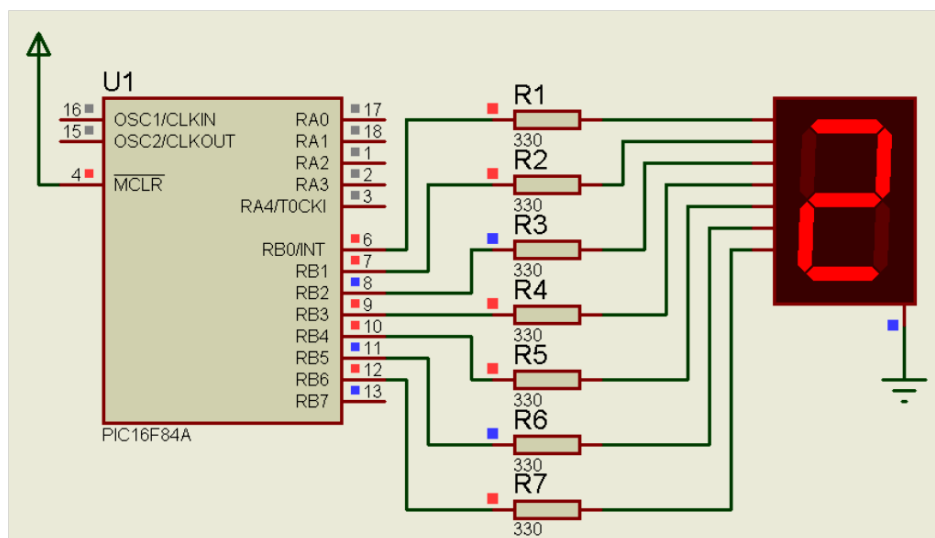 U1
16 OSC1/CLKIN RA0 17
15 OSC2/CLKOUT RA1 18
RA2 1
4 MCLR RA3 2
RA4/T0CKI 3
RB0/INT 6
RB1 7
RB2 8
RB3 9
RB4 10
RB5 11
RB6 12
RB7 13
PIC16F84A
R1
330
R2
330
R3
330
R4
330
R5
330
R6
330
R7
330
2